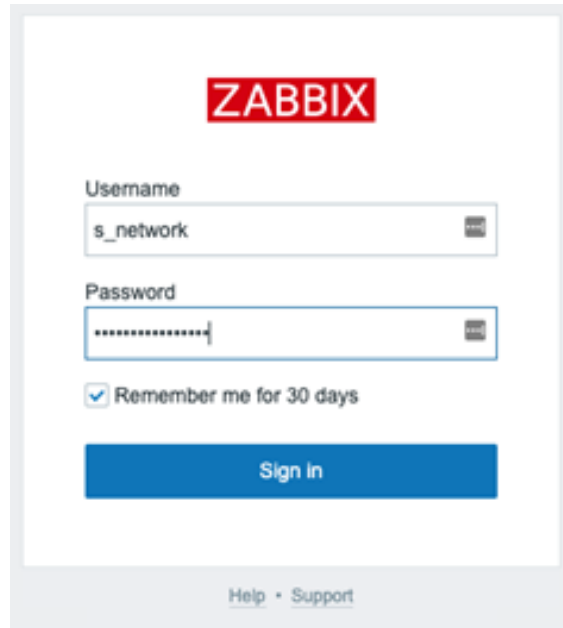 ZABBIX
Username
s_network
Password
••••••••••••••••
Remember me for 30 days
Sign in
Help • Support